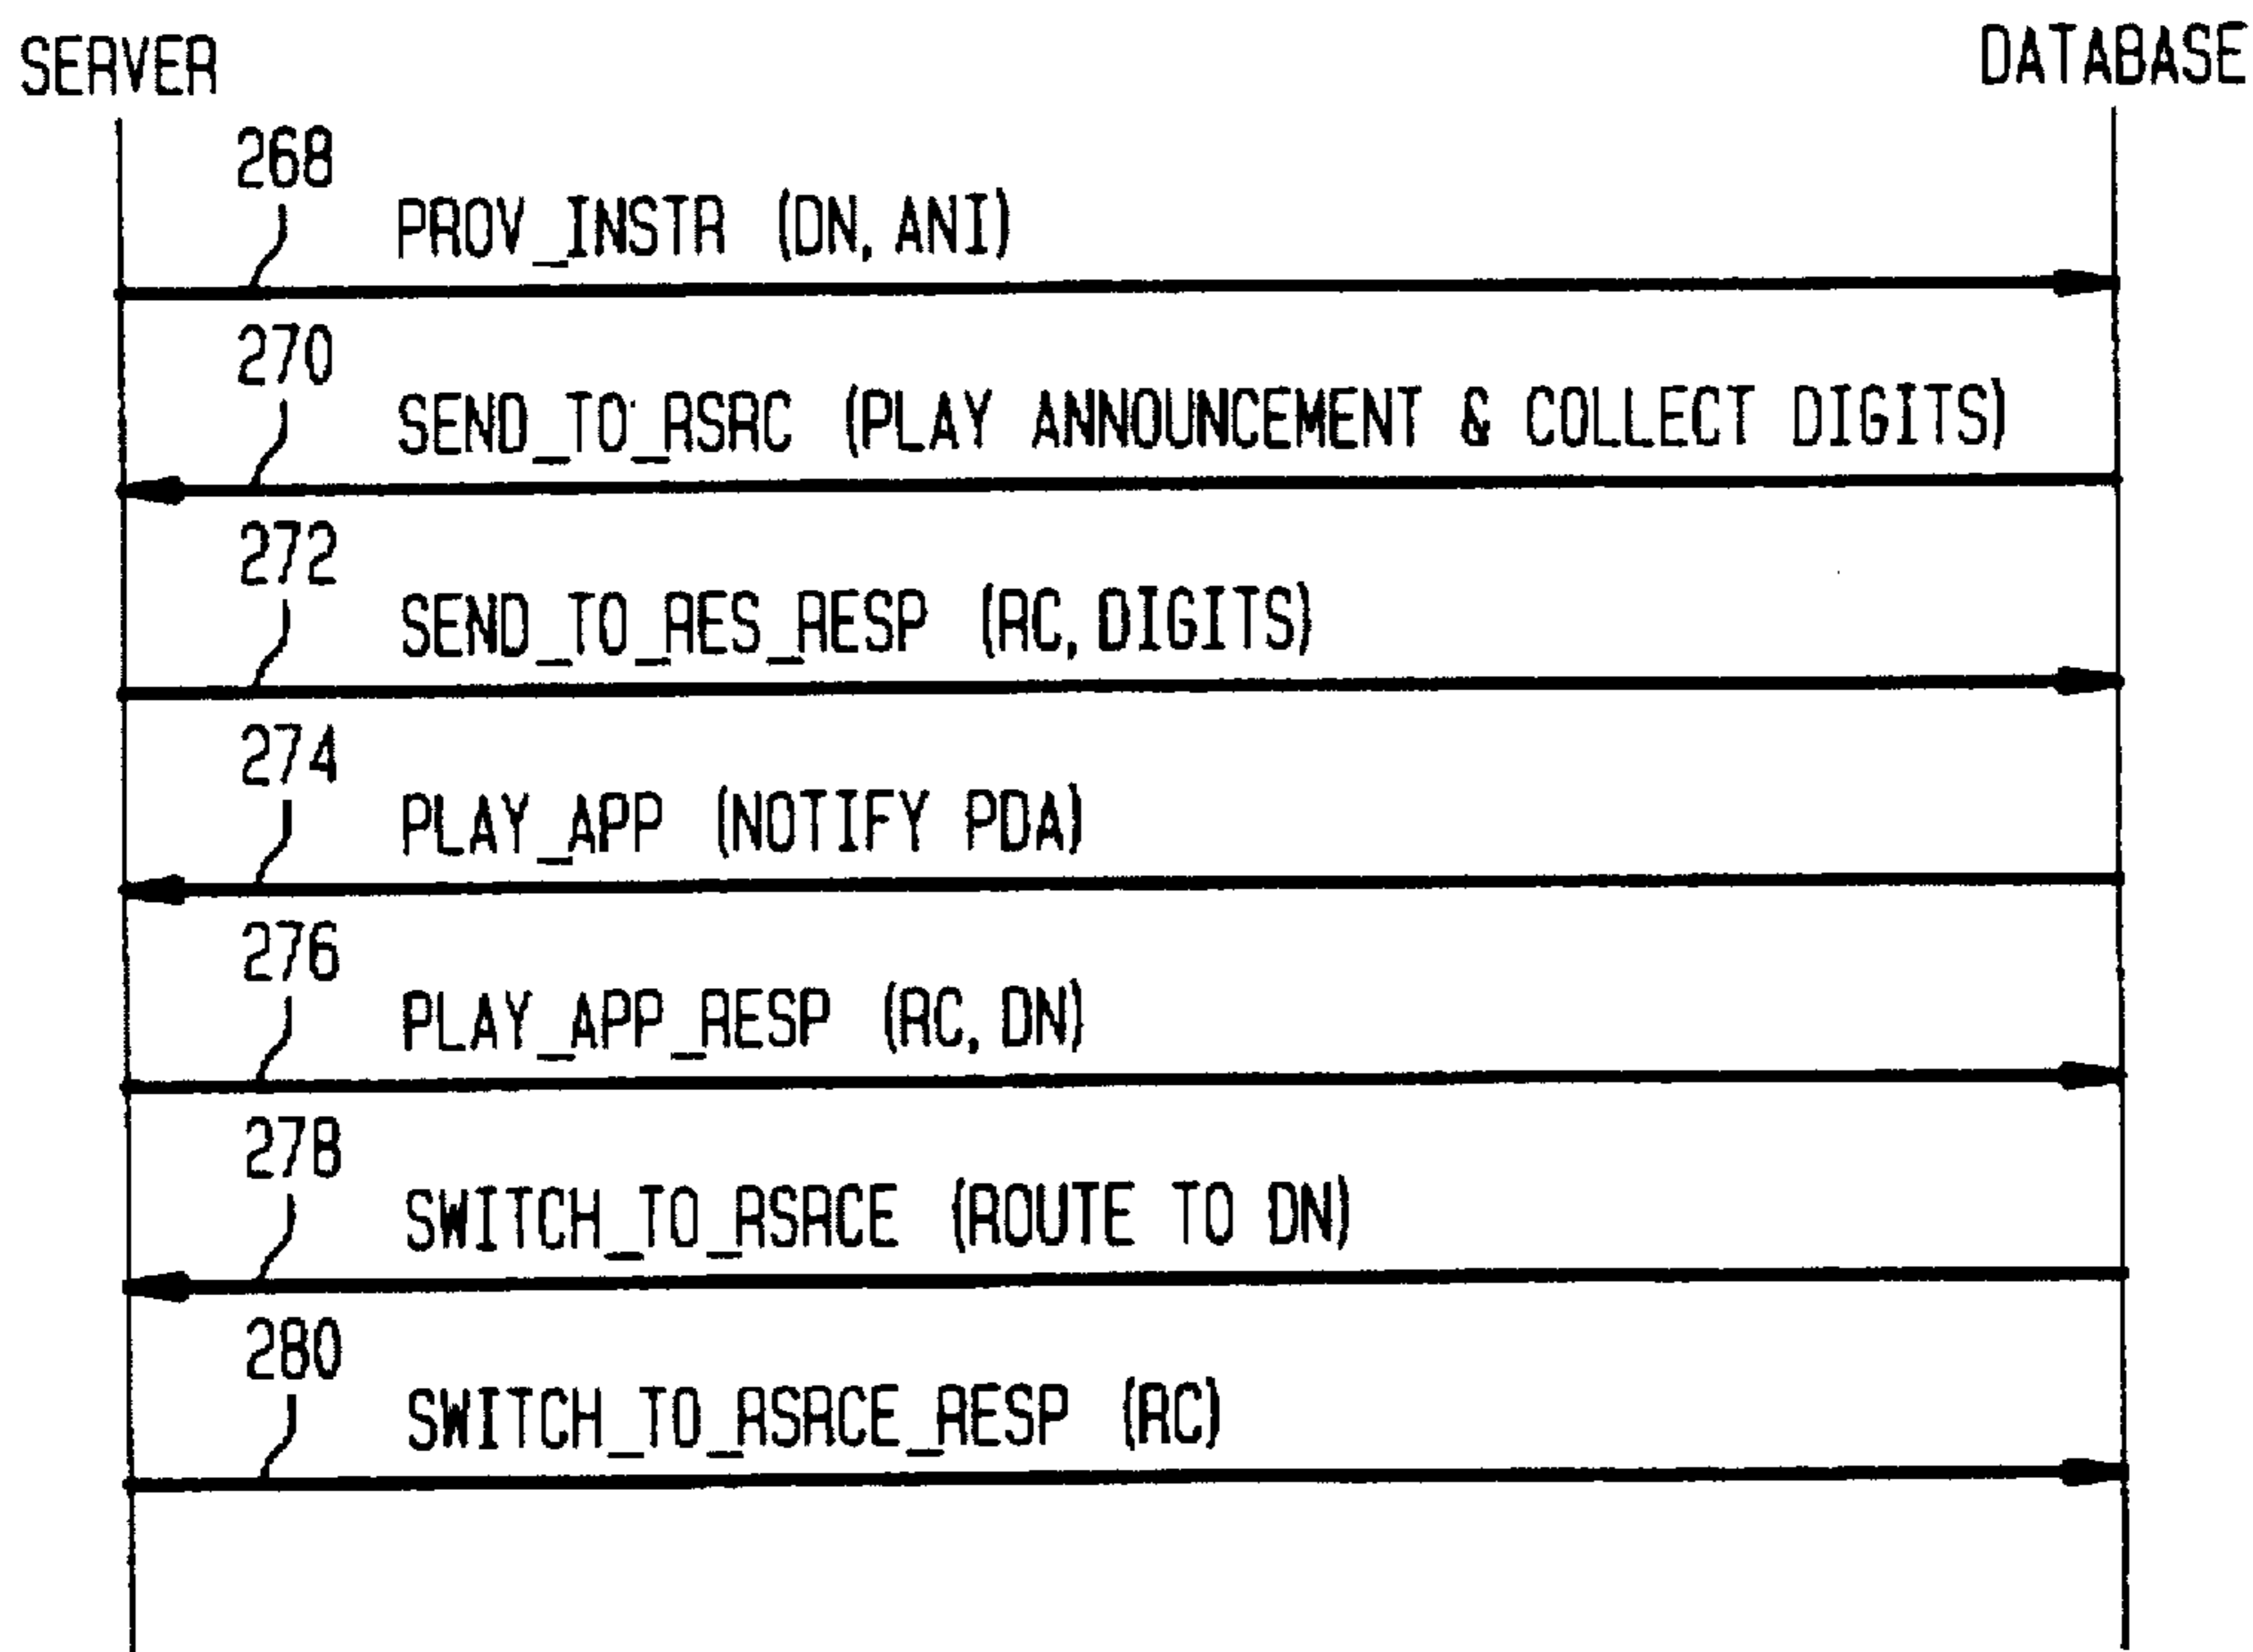 SERVER DATABASE
268
PROV_INSTR (DN, ANI)
270
SEND_TO_RSRC (PLAY ANNOUNCEMENT & COLLECT DIGITS)
272
SEND_TO_RES_RESP (RC, DIGITS)
274
PLAY_APP (NOTIFY PDA)
276
PLAY_APP_RESP (RC, DN)
278
SWITCH_TO_RSRCE (ROUTE TO DN)
280
SWITCH_TO_RSRCE_RESP (RC)